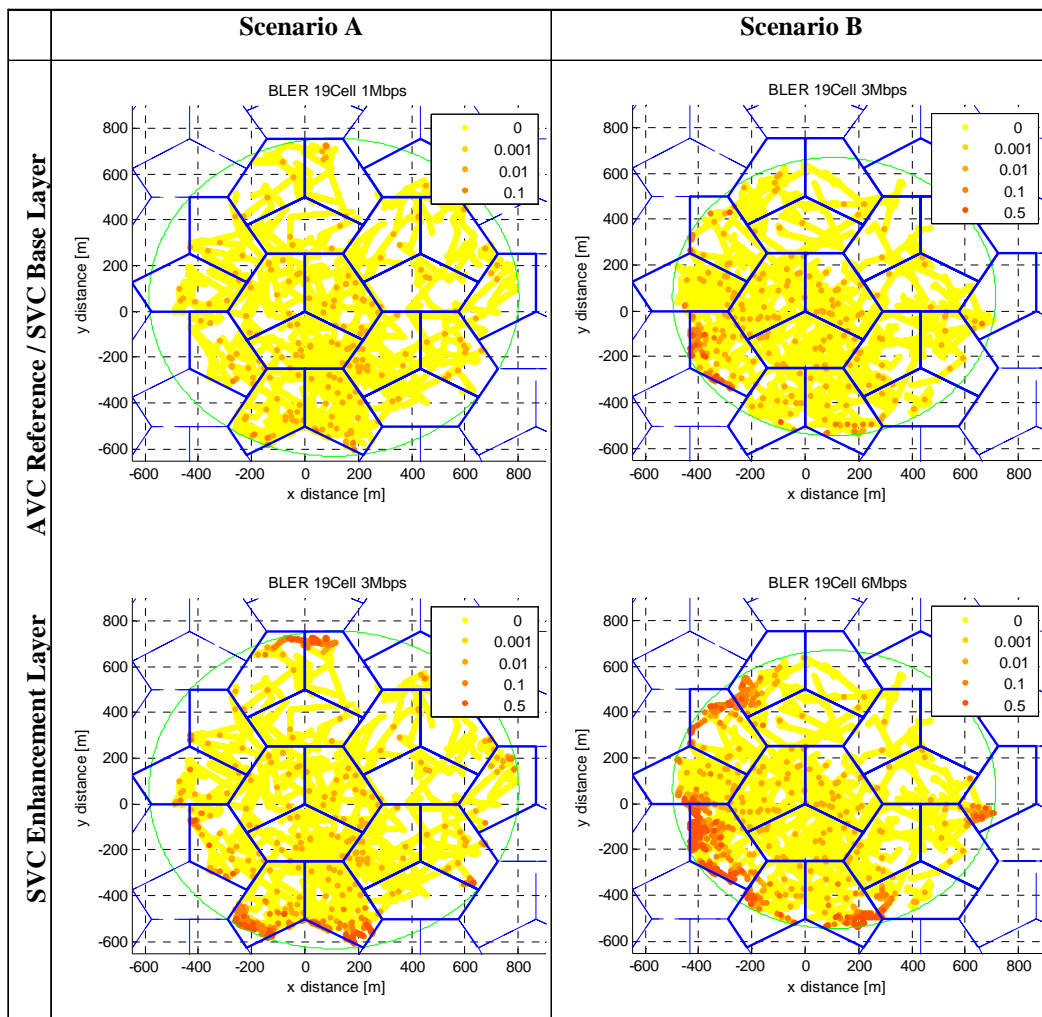 Scenario A
Scenario B
AVC Reference / SVC Base Layer
BLER 19Cell 1Mbps
0
0.001
0.01
0.1
800
600
400
200
0
-200
-400
-600
y distance [m]
-600 -400 -200 0 200 400 600 800
x distance [m]
BLER 19Cell 3Mbps
0
0.001
0.01
0.1
0.5
800
600
400
200
0
-200
-400
-600
y distance [m]
-600 -400 -200 0 200 400 600 800
x distance [m]
SVC Enhancement Layer
BLER 19Cell 3Mbps
0
0.001
0.01
0.1
0.5
800
600
400
200
0
-200
-400
-600
y distance [m]
-600 -400 -200 0 200 400 600 800
x distance [m]
BLER 19Cell 6Mbps
0
0.001
0.01
0.1
0.5
800
600
400
200
0
-200
-400
-600
y distance [m]
-600 -400 -200 0 200 400 600 800
x distance [m]